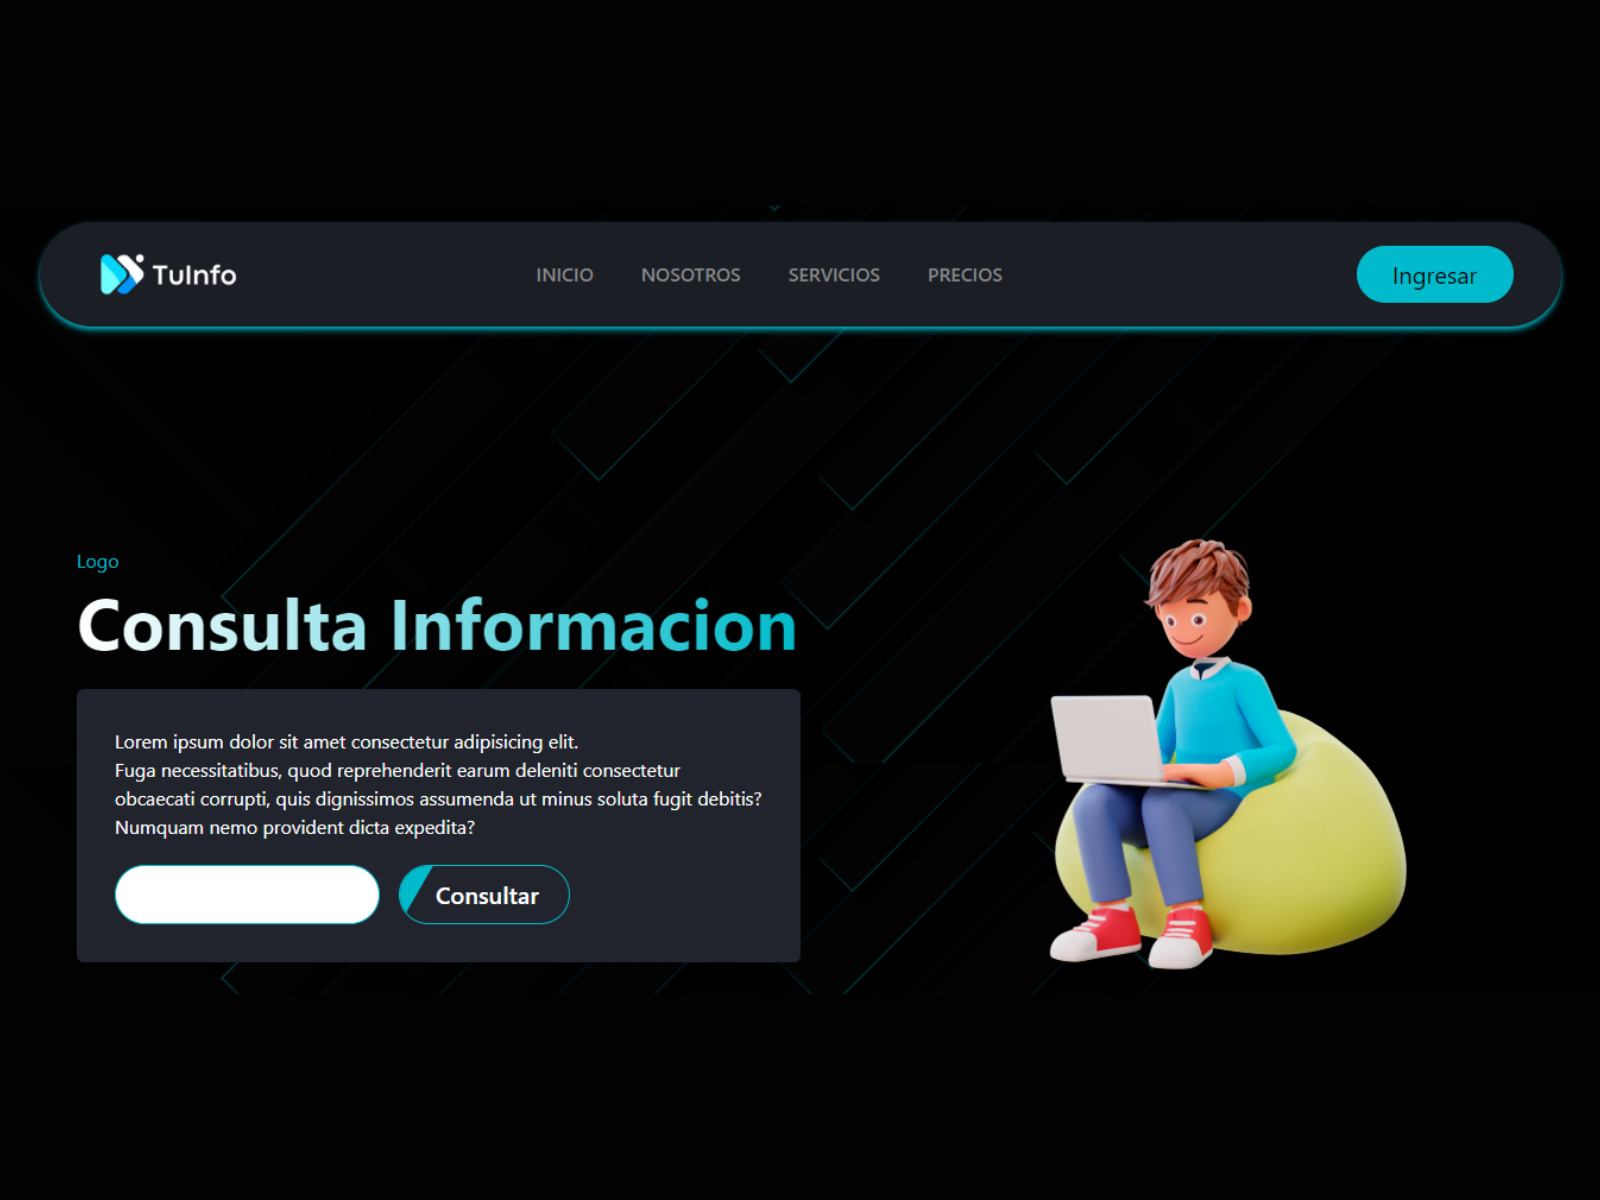 TuInfo
INICIO NOSOTROS SERVICIOS PRECIOS
Ingresar
Logo
Consulta Informacion
Lorem ipsum dolor sit amet consectetur adipisicing elit.
Fuga necessitatibus, quod reprehenderit earum deleniti consectetur
obcaecati corrupti, quis dignissimos assumenda ut minus soluta fugit debitis?
Numquam nemo provident dicta expedita?
Consultar